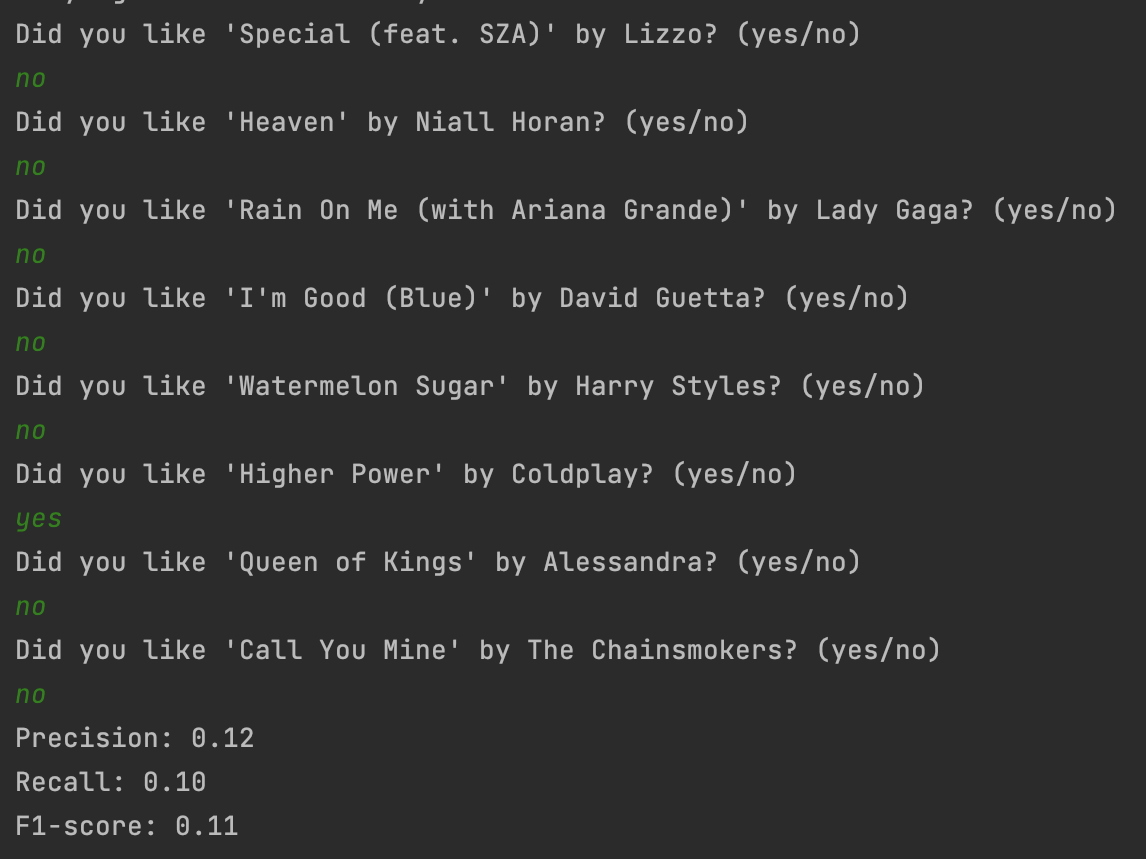 Did you like 'Special (feat. SZA)' by Lizzo? (yes/no)
no
Did you like 'Heaven' by Niall Horan? (yes/no)
no
Did you like 'Rain On Me (with Ariana Grande)' by Lady Gaga? (yes/no)
no
Did you like 'I'm Good (Blue)' by David Guetta? (yes/no)
no
Did you like 'Watermelon Sugar' by Harry Styles? (yes/no)
no
Did you like 'Higher Power' by Coldplay? (yes/no)
yes
Did you like 'Queen of Kings' by Alessandra? (yes/no)
no
Did you like 'Call You Mine' by The Chainsmokers? (yes/no)
no
Precision: 0.12
Recall: 0.10
F1-score: 0.11